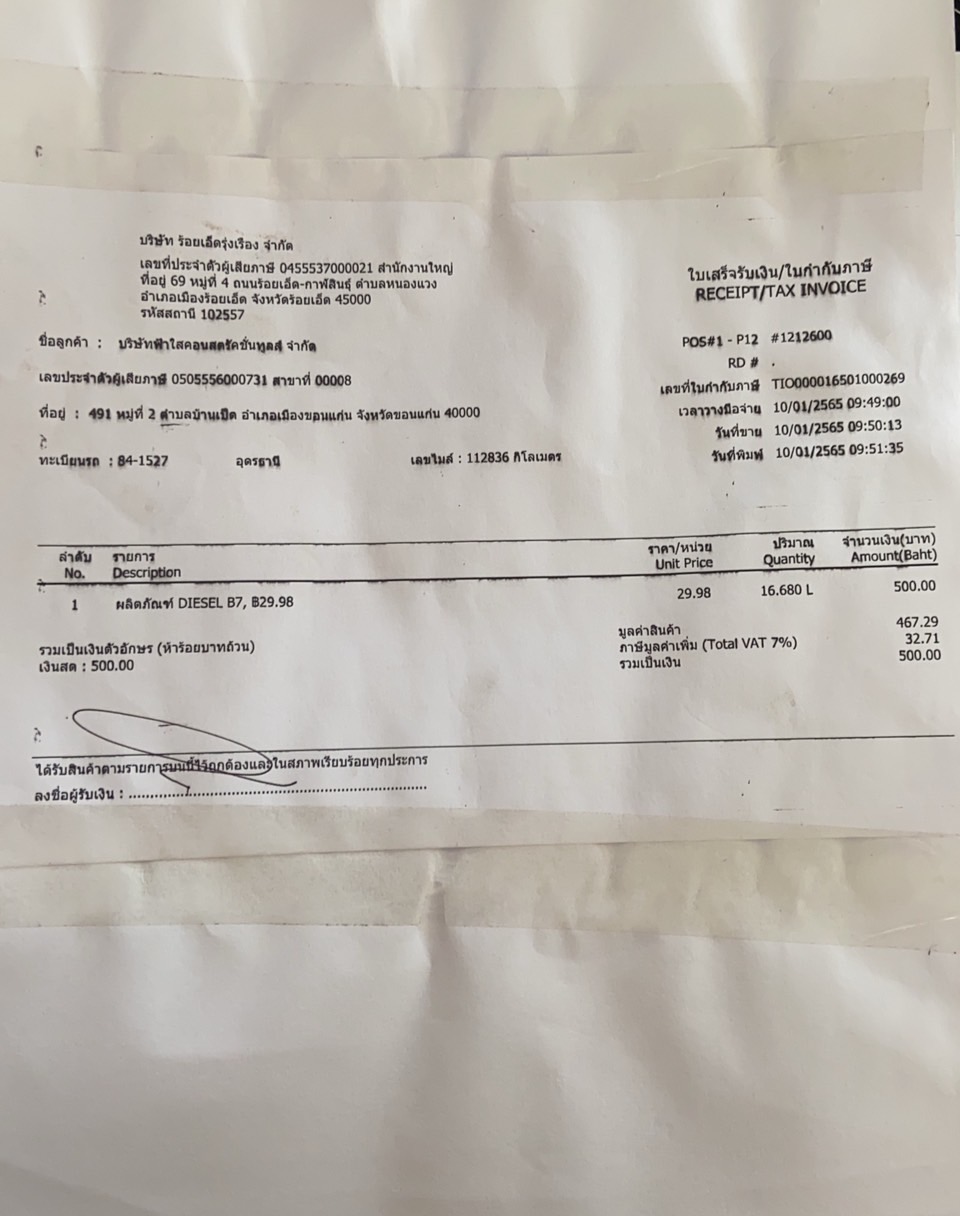 บริษัท ร้อยเอ็ดรุ่งเรือง จำกัด
เลขที่ประจำตัวผู้เสียภาษี 0455537000021 สำนักงานใหญ่
ที่อยู่ 69 หมู่ที่ 4 ถนนร้อยเอ็ด-กาฬสินธุ์ ตำบลหนองแวง
อำเภอเมืองร้อยเอ็ด จังหวัดร้อยเอ็ด 45000
รหัสสถานี 102557
ใบเสร็จรับเงิน/ใบกำกับภาษี
RECEIPT/TAX INVOICE
ชื่อลูกค้า : บริษัทฟ้าใสคอนสตรัคชั่นทูลส์ จำกัด
เลขประจำตัวผู้เสียภาษี 0505556000731 สาขาที่ 00008
ที่อยู่ : 491 หมู่ที่ 2 ตำบลบ้านเป็ด อำเภอเมืองขอนแก่น จังหวัดขอนแก่น 40000
ทะเบียนรถ : 84-1527 อุดรธานี เลขไมล์ : 112836 กิโลเมตร
POS#1 - P12 #1212600
RD # .
เลขที่ใบกำกับภาษี TIO000016501000269
เวลาวางมือจ่าย 10/01/2565 09:49:00
วันที่ขาย 10/01/2565 09:50:13
วันที่พิมพ์ 10/01/2565 09:51:35
ลำดับ รายการ ราคา/หน่วย ปริมาณ จำนวนเงิน(บาท)
No. Description Unit Price Quantity Amount(Baht)
1 ผลิตภัณฑ์ DIESEL B7, ฿29.98 29.98 16.680 L 500.00
มูลค่าสินค้า 467.29
รวมเป็นเงินตัวอักษร (ห้าร้อยบาทถ้วน) ภาษีมูลค่าเพิ่ม (Total VAT 7%) 32.71
เงินสด : 500.00 รวมเป็นเงิน 500.00
ได้รับสินค้าตามรายการบนนี้ไว้ถูกต้องและในสภาพเรียบร้อยทุกประการ
ลงชื่อผู้รับเงิน : ..........................................................